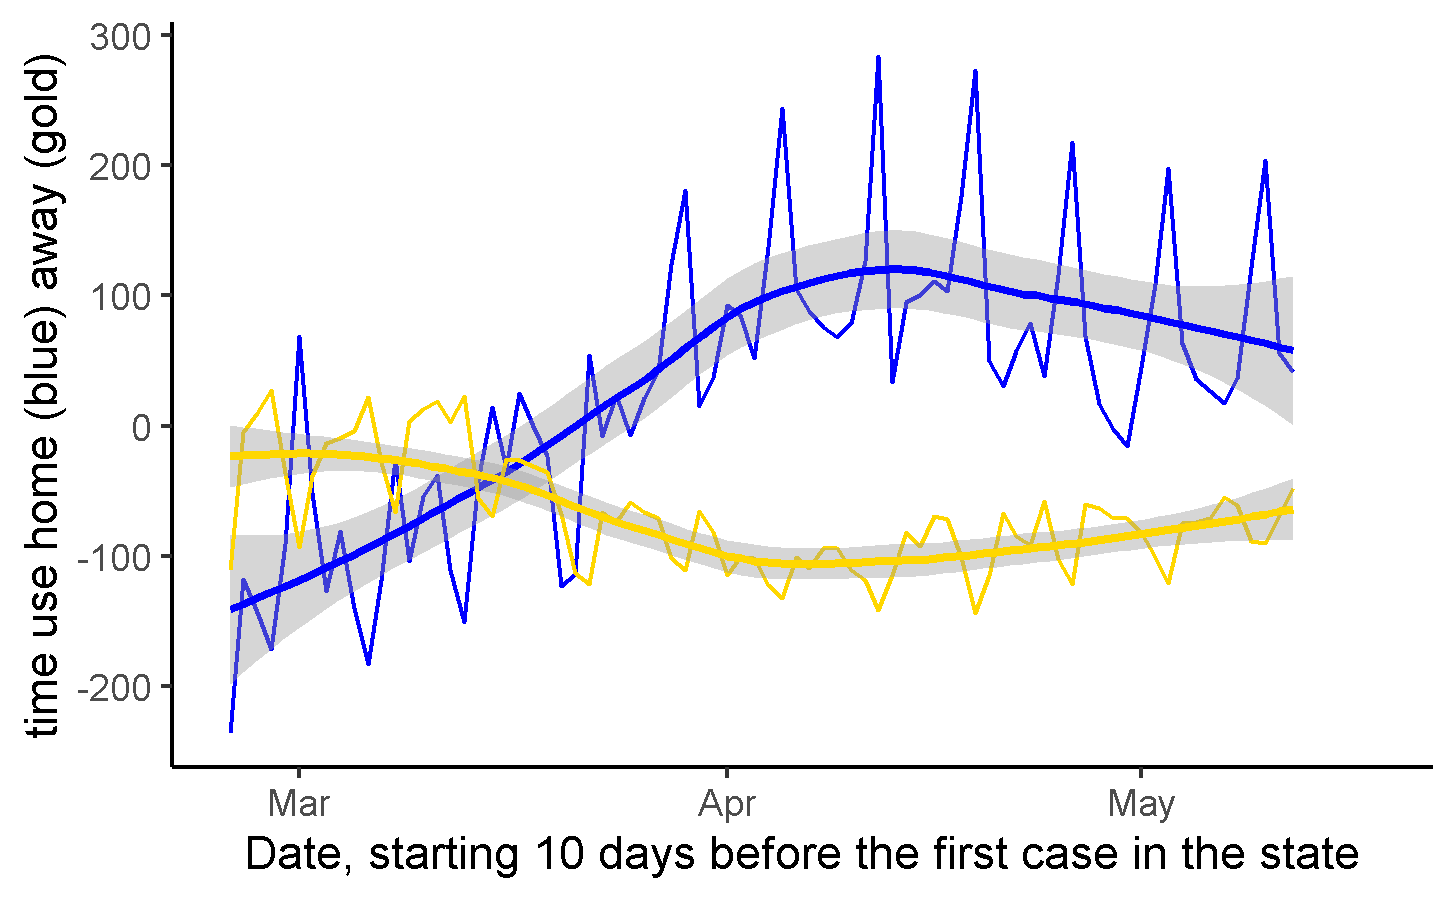 time use home (blue) away (gold)
300
200
100
0
-100
-200
Mar
Apr
May
Date, starting 10 days before the first case in the state